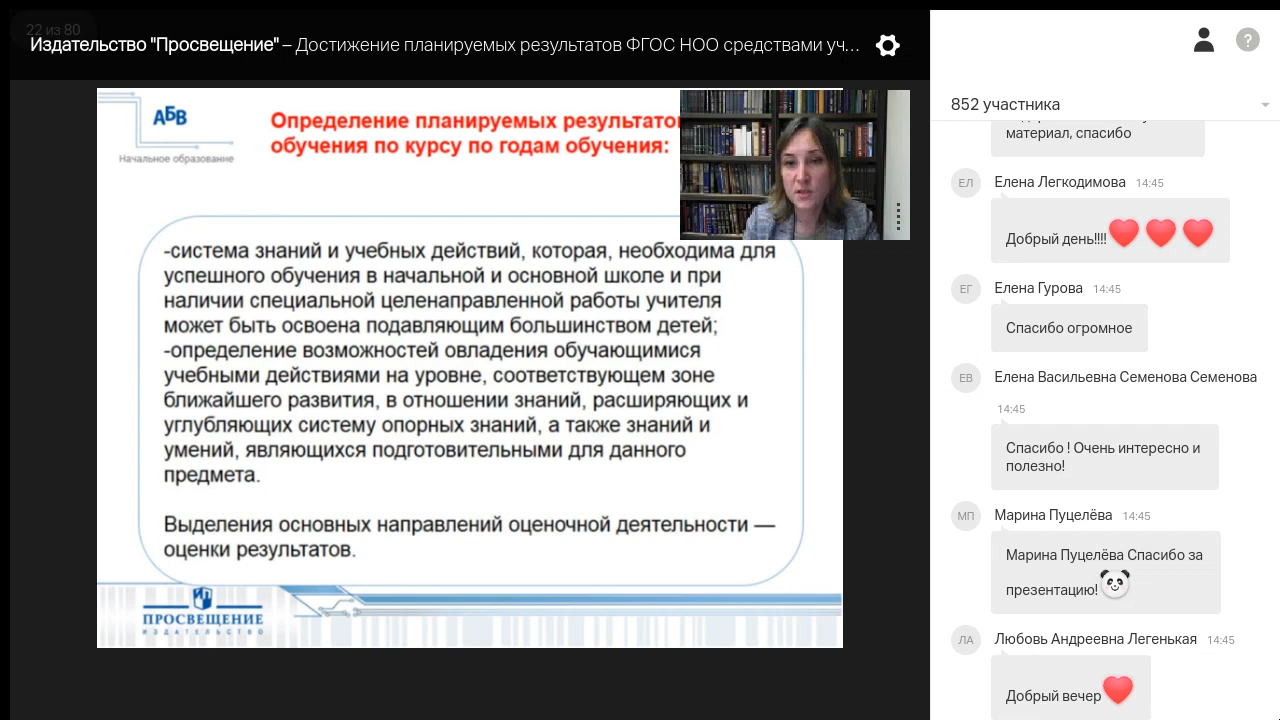 22 из 80
Издательство "Просвещение" – Достижение планируемых результатов ФГОС НОО средствами уч...
АБВ
Начальное образование
Определение планируемых результатов
обучения по курсу по годам обучения:
-система знаний и учебных действий, которая, необходима для
успешного обучения в начальной и основной школе и при
наличии специальной целенаправленной работы учителя
может быть освоена подавляющим большинством детей;
-определение возможностей овладения обучающимися
учебными действиями на уровне, соответствующем зоне
ближайшего развития, в отношении знаний, расширяющих и
углубляющих систему опорных знаний, а также знаний и
умений, являющихся подготовительными для данного
предмета.
Выделения основных направлений оценочной деятельности —
оценки результатов.
ПРОСВЕЩЕНИЕ
ИЗДАТЕЛЬСТВО
852 участника
материал, спасибо
ЕЛ Елена Легкодимова 14:45
Добрый день!!!!
ЕГ Елена Гурова 14:45
Спасибо огромное
ЕВ Елена Васильевна Семенова Семенова
14:45
Спасибо ! Очень интересно и
полезно!
МП Марина Пуцелёва 14:45
Марина Пуцелёва Спасибо за
презентацию!
ЛА Любовь Андреевна Легенькая 14:45
Добрый вечер